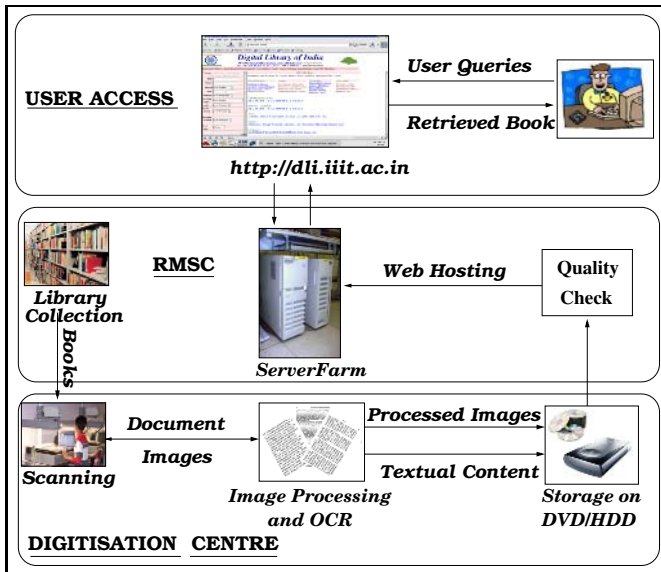 Digital Library of India
User Queries
USER ACCESS
Retrieved Book
http://dli.iiit.ac.in
RMSC
Web Hosting
Quality
Check
Library
Collection
ServerFarm
Books
Document
Images
Processed Images
Textual Content
Scanning
Image Processing
and OCR
Storage on
DVD/HDD
DIGITISATION CENTRE